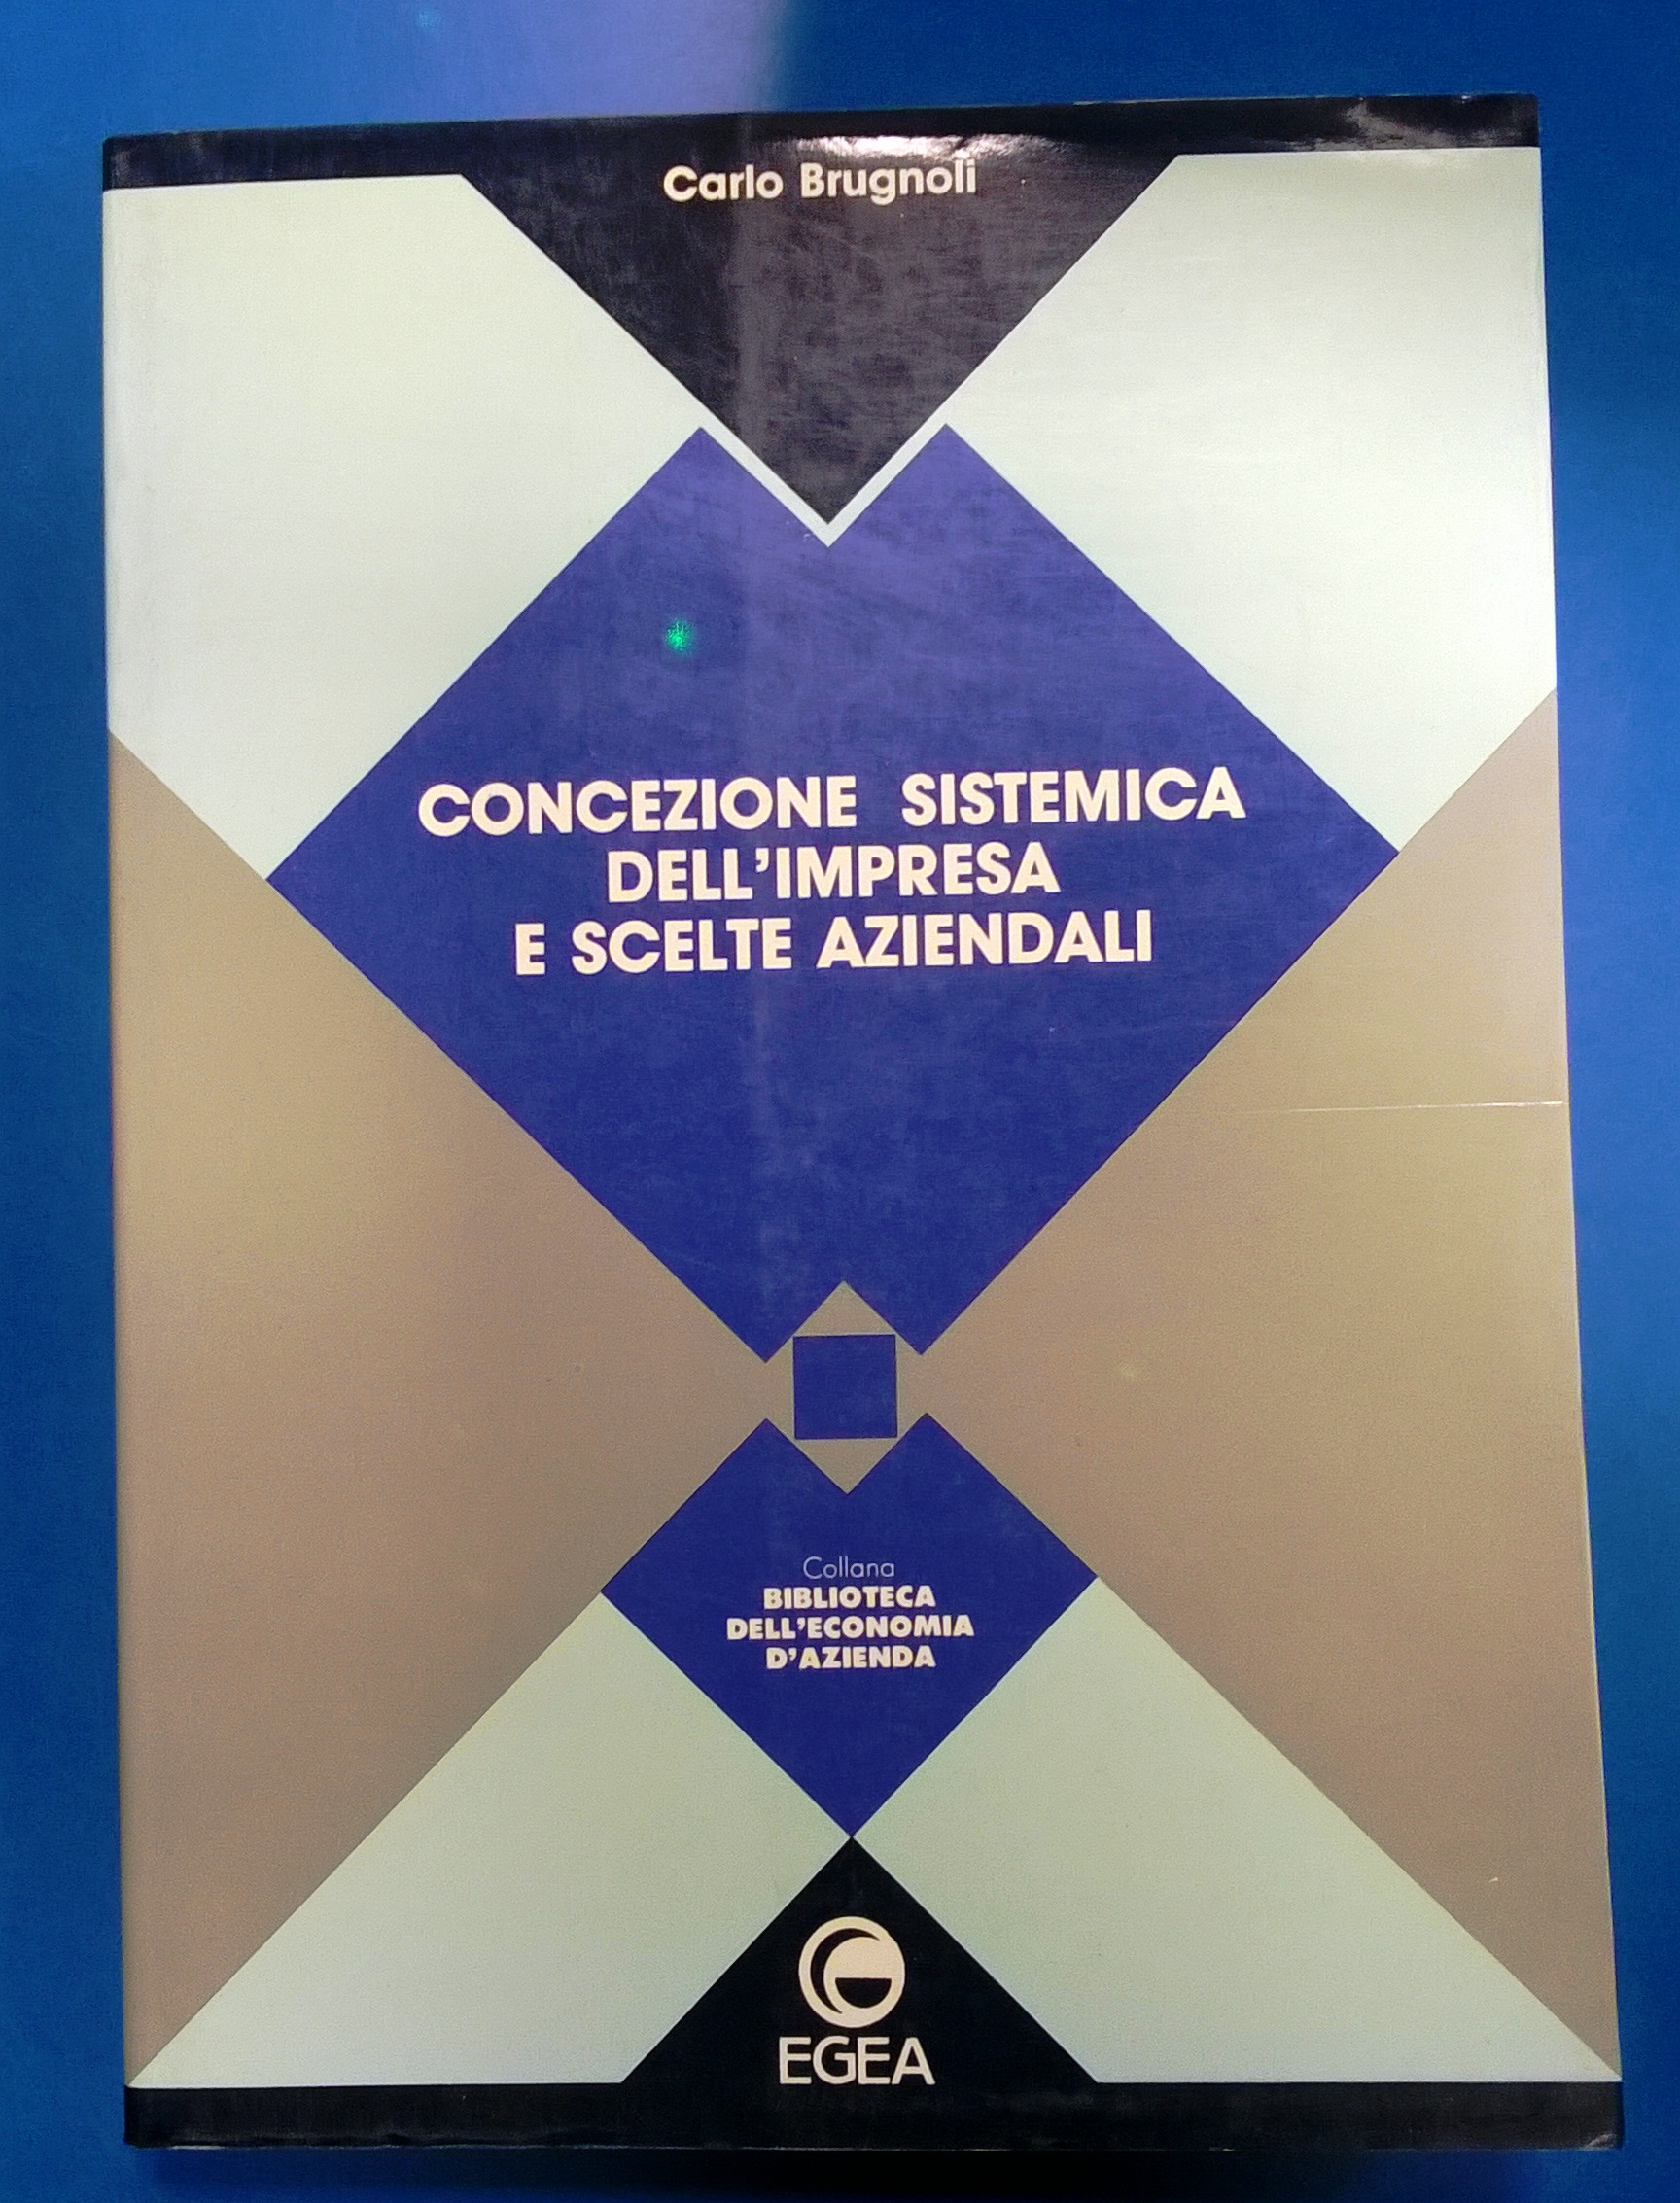 Carlo Brugnoli
CONCEZIONE SISTEMICA
DELL'IMPRESA
E SCELTE AZIENDALI
Collana
BIBLIOTECA
DELL'ECONOMIA
D'AZIENDA
EGEA